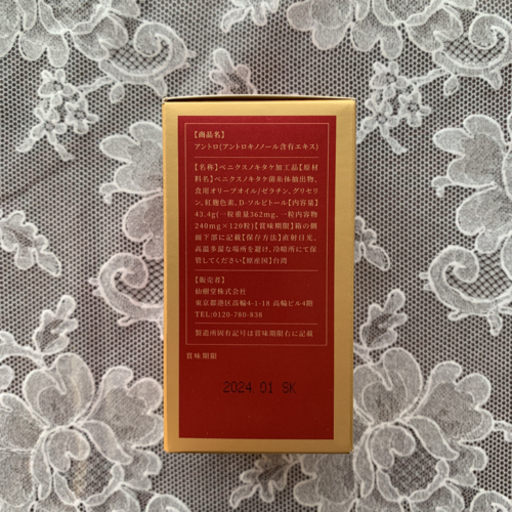 【商品名】
アントロ(アントロキノノール含有エキス)
【名称】ベニクスノキタケ加工品【原材
料名】ベニクスノキタケ菌糸体抽出物、
食用オリーブオイル/ゼラチン、グリセリ
ン、紅麹色素、D-ソルビトール【内容量】
43.4g(一粒重量362mg、一粒内容物
240mg×120粒)【賞味期限】箱の側
面下部に記載【保存方法】直射日光、
高温多湿な場所を避け、冷暗所にて保
管してください【原産国】台湾
【販売者】
仙樹堂株式会社
東京都港区高輪4-1-18 高輪ビル4階
TEL:0120-780-838
製造所固有記号は賞味期限右に記載
賞味期限
2024.01 SK